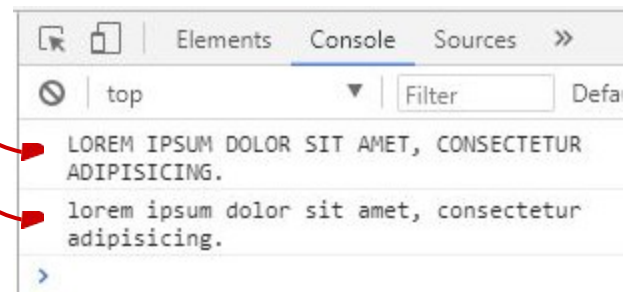 Elements Console Sources »
top Filter Defau
LOREM IPSUM DOLOR SIT AMET, CONSECTETUR
ADIPISICING.
lorem ipsum dolor sit amet, consectetur
adipisicing.
>